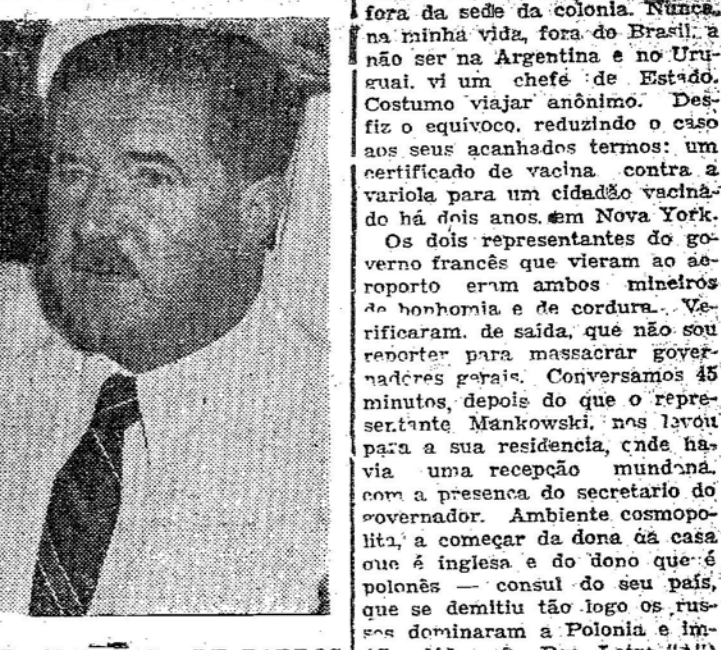 fora da sede da colonia. Nunca,
na minha vida, fora do Brasil, a
não ser na Argentina e no Uru-
guai, vi um chefe de Estado.
Costumo viajar anônimo. Des-
fiz o equivoco, reduzindo o caso
aos seus acanhados termos: um
certificado de vacina contra a
variola para um cidadão vacina-
do há dois anos, em Nova York.
Os dois representantes do go-
verno francês que vieram ao ae-
roporto eram ambos mineiros
de bonhomia e de cordura. Ve-
rificaram, de saída, que não sou
reporter para massacrar gover-
nadores gerais. Conversamos 45
minutos, depois do que o repre-
sentante Mankowski, nos levou
para a sua residencia, onde ha-
via uma recepção mundana,
com a presença do secretario do
governador. Ambiente cosmopo-
lita, a começar da dona da casa
que é inglesa e do dono que é
polonês — consul do seu país,
que se demitiu tão logo os rus-
sos dominaram a Polonia e im-